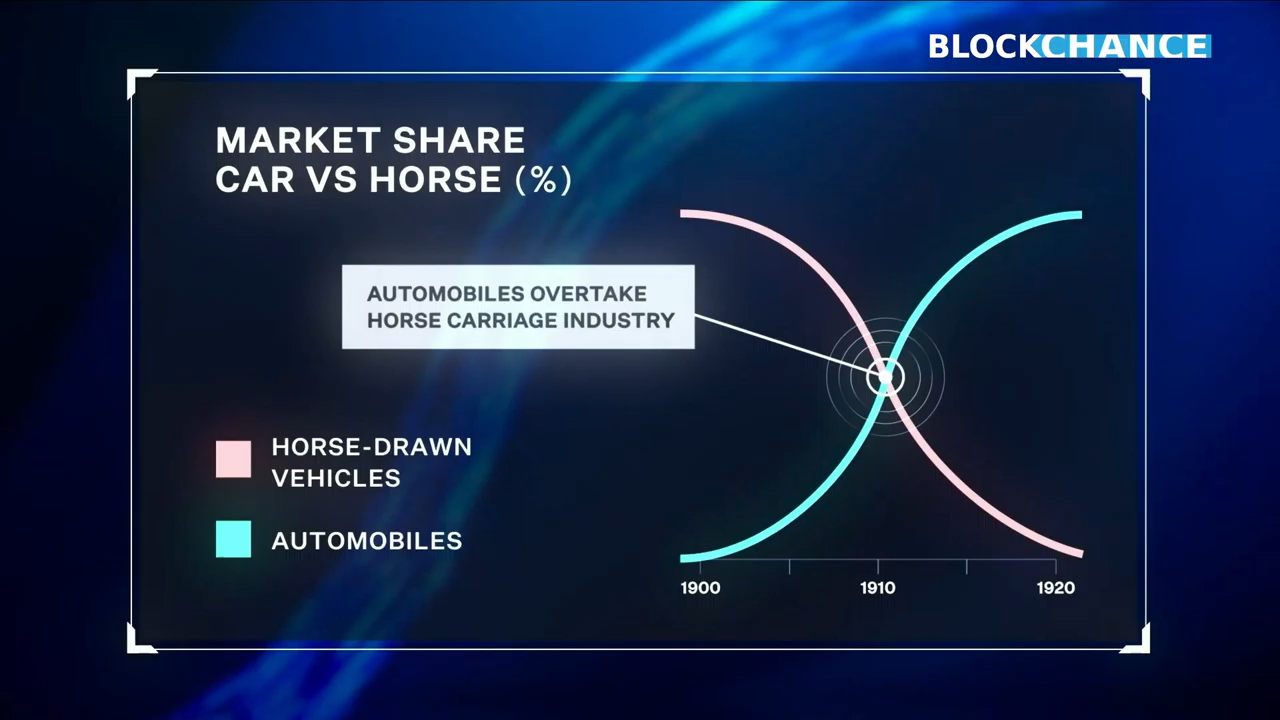 BLOCKCHANCE
MARKET SHARE
CAR VS HORSE (%)
AUTOMOBILES OVERTAKE
HORSE CARRIAGE INDUSTRY
HORSE-DRAWN
VEHICLES
AUTOMOBILES
1900 1910 1920